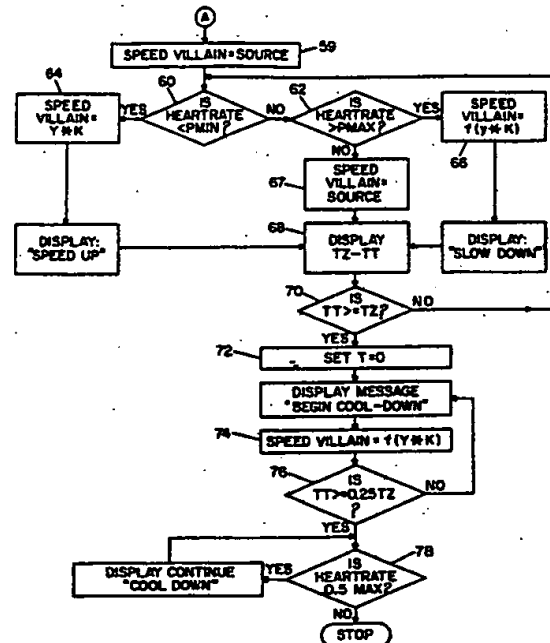 A
SPEED VILLAIN=SOURCE
59
64
60
62
SPEED
VILLAIN=
Y**K
YES
IS
HEARTRATE
<PMIN?
NO
IS
HEARTRATE
>PMAX?
YES
SPEED
VILLAIN=
f(y**K)
66
NO
67
SPEED
VILLAIN=
SOURCE
DISPLAY:
"SPEED UP"
68
DISPLAY
TZ-TT
DISPLAY:
"SLOW DOWN"
70
IS
TT>=TZ?
NO
YES
72
SET T=0
DISPLAY MESSAGE
"BEGIN COOL-DOWN"
74
SPEED VILLAIN = f(Y**K)
76
IS
TT>=0.25TZ
?
NO
YES
78
DISPLAY CONTINUE
"COOL DOWN"
YES
IS
HEARTRATE
0.5 MAX?
NO
STOP